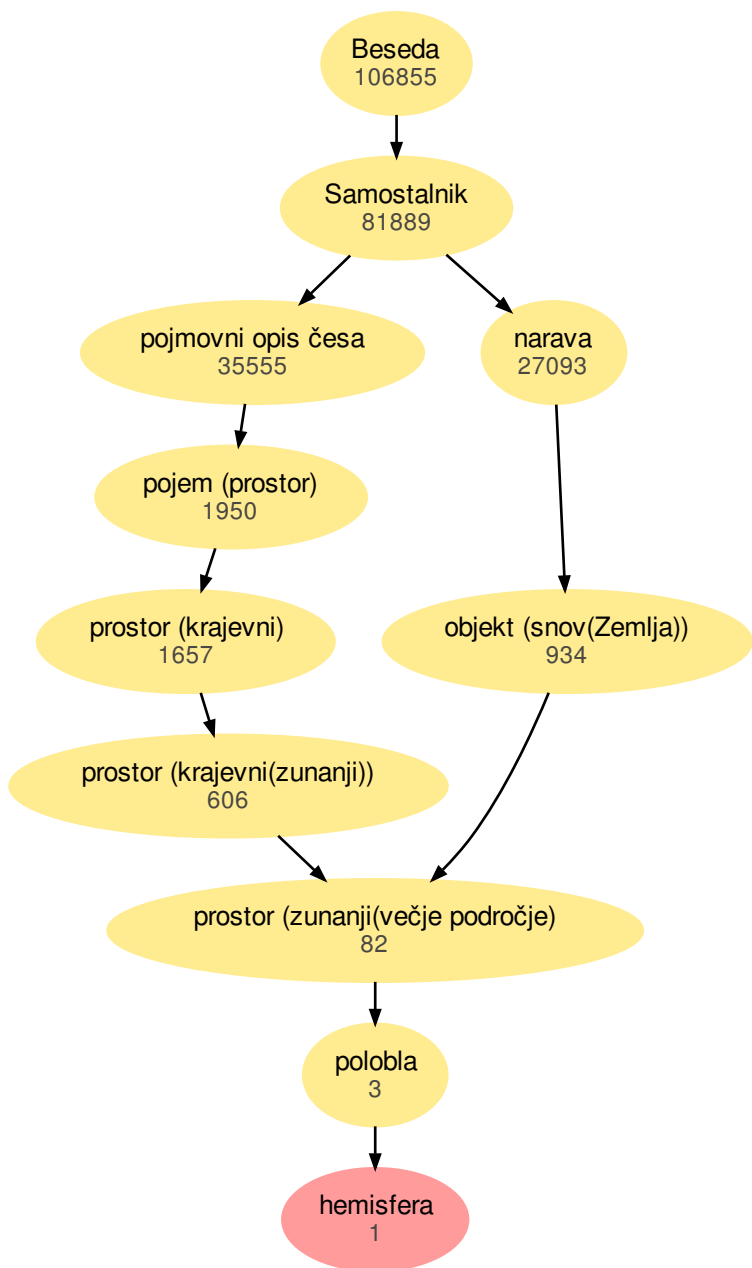 Beseda
106855
Samostalnik
81889
pojmovni opis česa
35555
narava
27093
pojem (prostor)
1950
prostor (krajevni)
1657
objekt (snov(Zemlja))
934
prostor (krajevni(zunanji))
606
prostor (zunanji(večje področje)
82
polobla
3
hemisfera
1